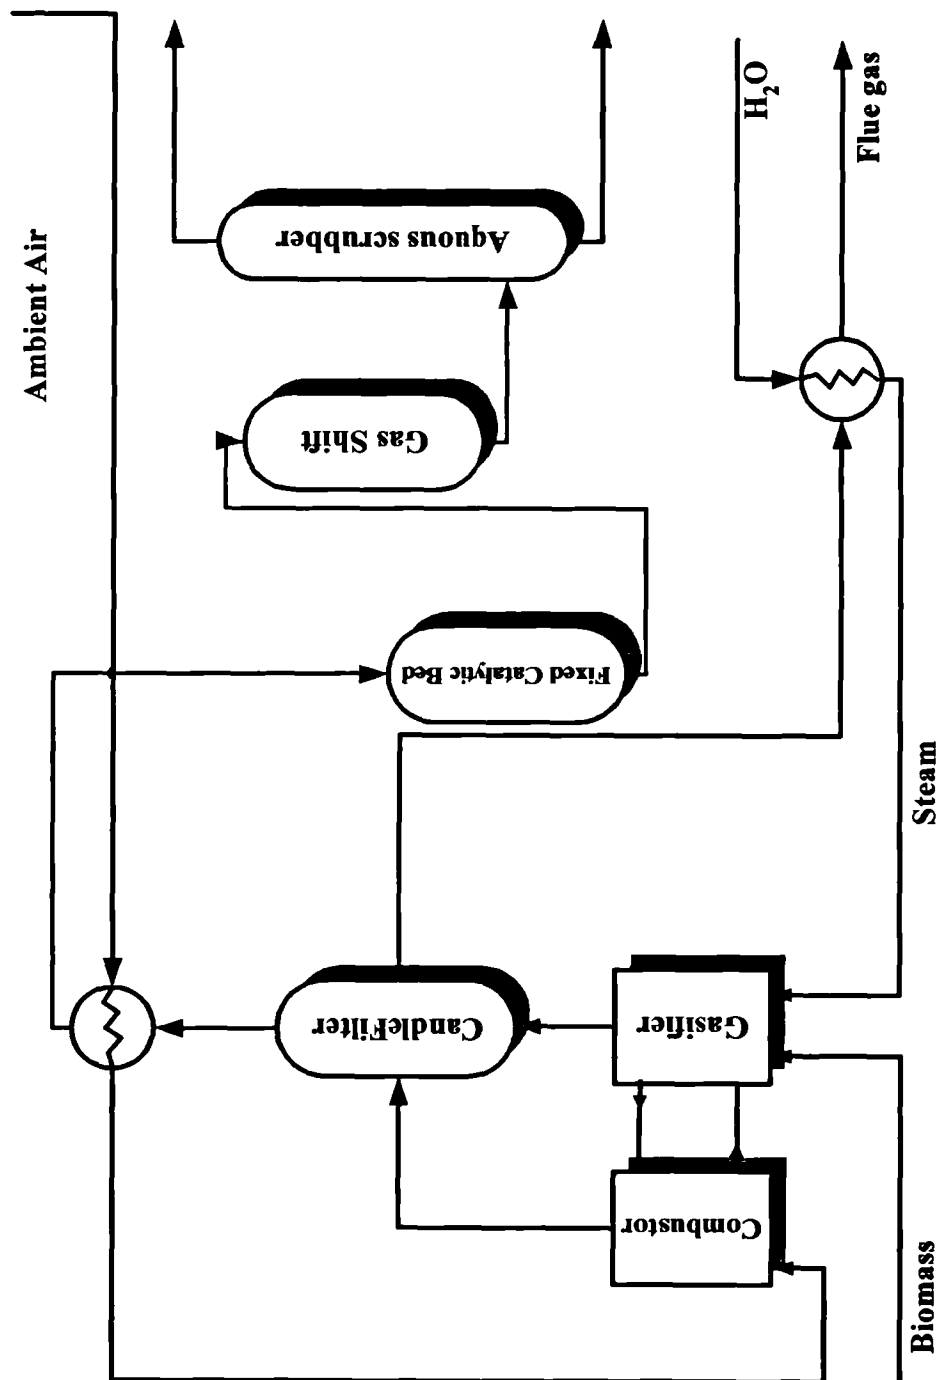 Ambient Air
H₂O
Flue gas
Aquous scrubber
Gas Shift
Fixed Catalytic Bed
Steam
CandleFilter
Gasifier
Combustor
Biomass